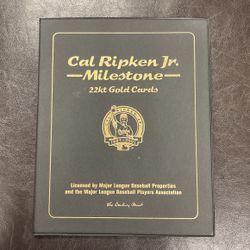 Cal Ripken Jr.
Milestone
22kt Gold Cards
Licensed by Major League Baseball Properties
and the Major League Baseball Players Association
The Danbury Mint